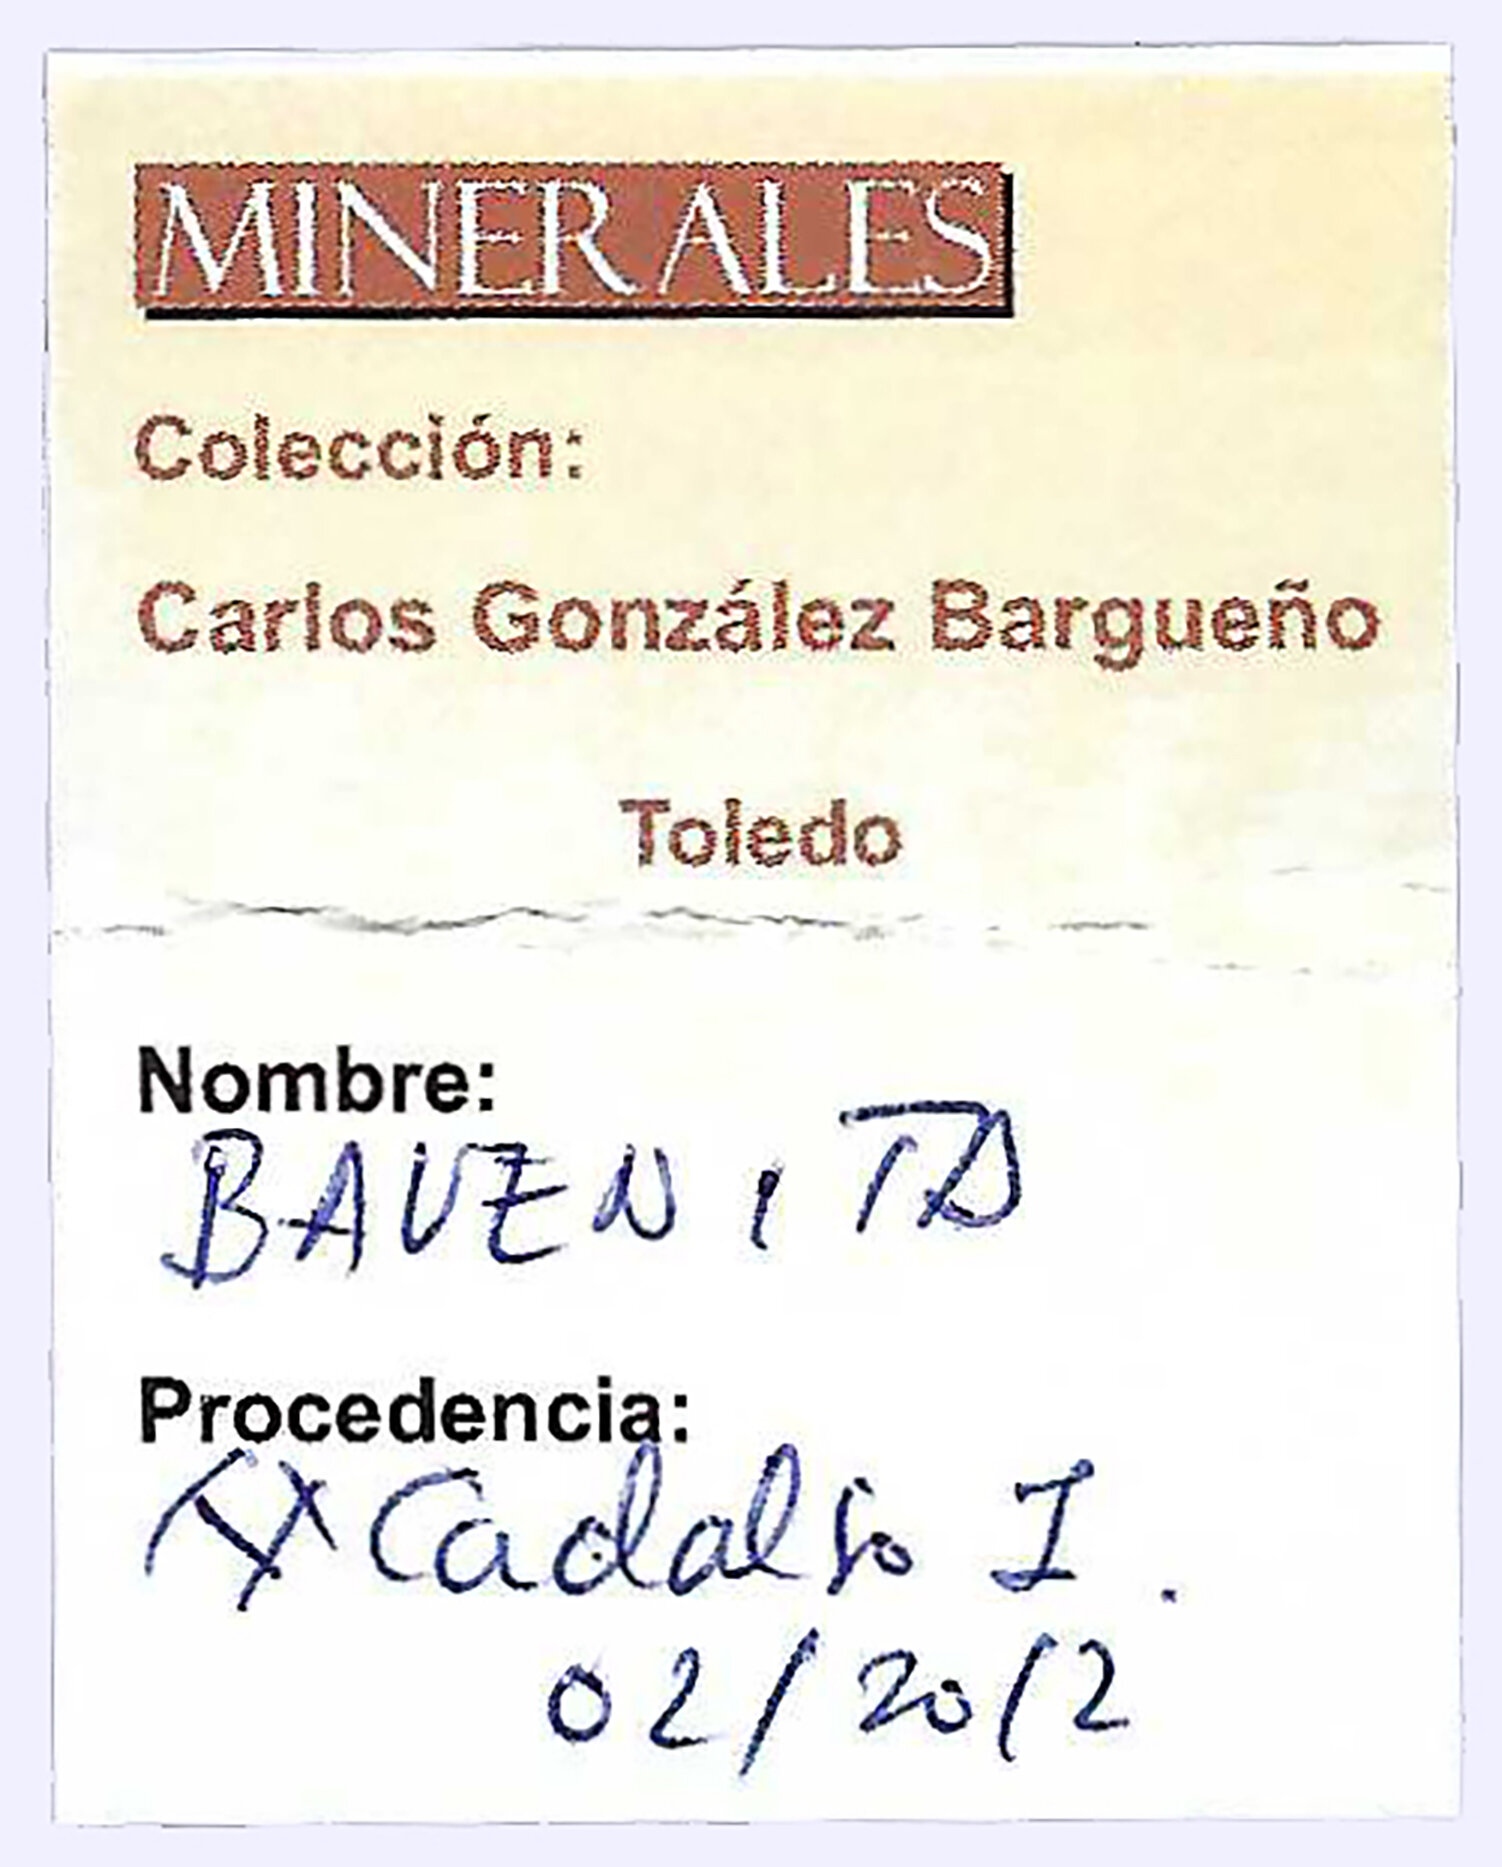 MINERALES
Colección:
Carlos González Bargueño
Toledo
Nombre:
BAVENITA
Procedencia:
Cadalso I.
02/2012